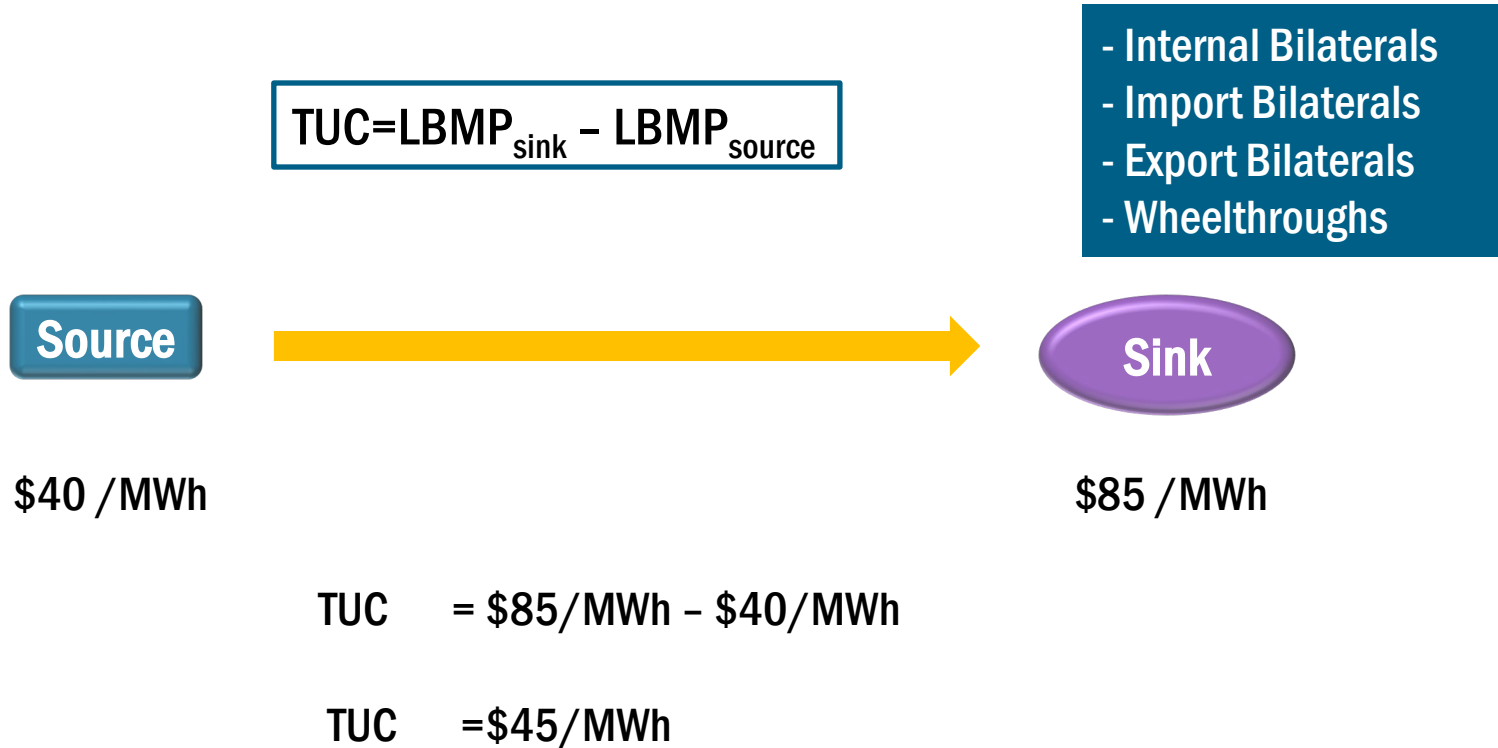 - Internal Bilaterals
- Import Bilaterals
- Export Bilaterals
- Wheelthroughs
TUC=LBMPsink – LBMPsource
Source
Sink
$40 /MWh
$85 /MWh
TUC = $85/MWh – $40/MWh
TUC =$45/MWh